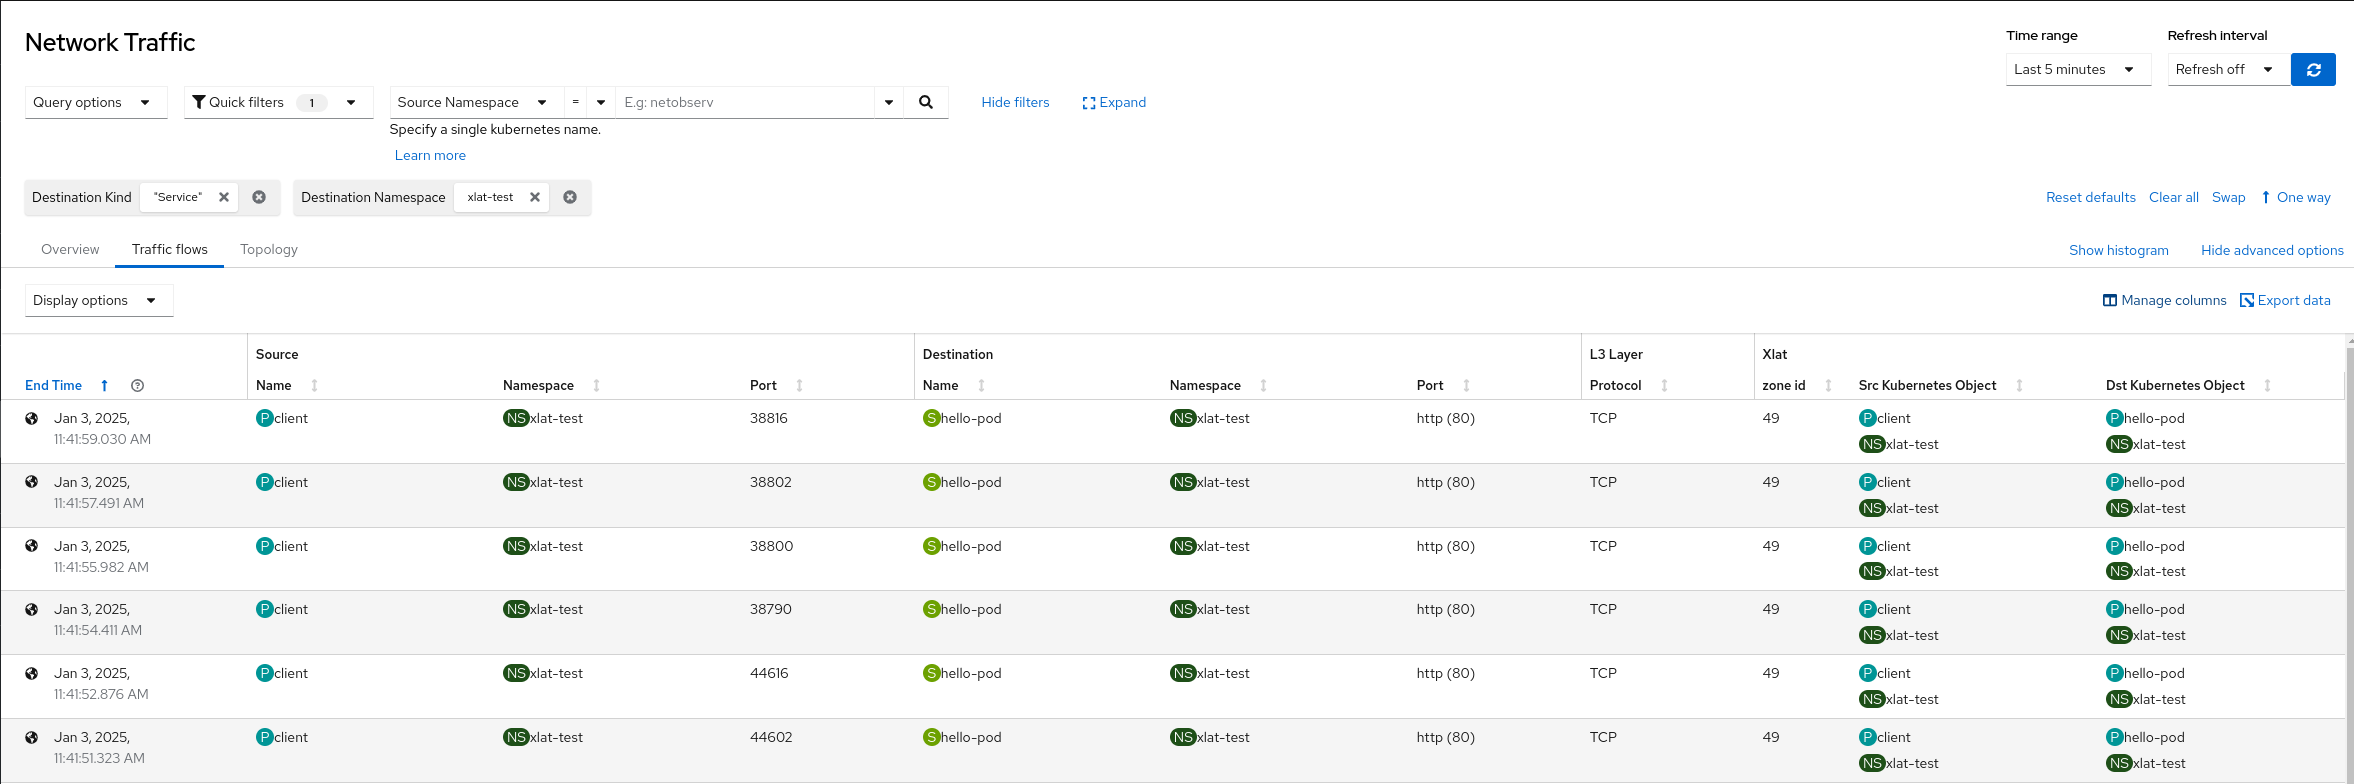 Network Traffic
Time range
Refresh interval
Last 5 minutes
Refresh off
Query options
Quick filters 1
Source Namespace
=
E.g: netobserv
Hide filters
Expand
Specify a single kubernetes name.
Learn more
Destination Kind "Service"
Destination Namespace xlat-test
Reset defaults Clear all Swap One way
Overview Traffic flows Topology
Show histogram Hide advanced options
Display options
Manage columns Export data
Source Destination L3 Layer Xlat
End Time Name Namespace Port Name Namespace Port Protocol zone id Src Kubernetes Object Dst Kubernetes Object
Jan 3, 2025, P client NS xlat-test 38816 S hello-pod NS xlat-test http (80) TCP 49 P client P hello-pod
11:41:59.030 AM NS xlat-test NS xlat-test
Jan 3, 2025, P client NS xlat-test 38802 S hello-pod NS xlat-test http (80) TCP 49 P client P hello-pod
11:41:57.491 AM NS xlat-test NS xlat-test
Jan 3, 2025, P client NS xlat-test 38800 S hello-pod NS xlat-test http (80) TCP 49 P client P hello-pod
11:41:55.982 AM NS xlat-test NS xlat-test
Jan 3, 2025, P client NS xlat-test 38790 S hello-pod NS xlat-test http (80) TCP 49 P client P hello-pod
11:41:54.411 AM NS xlat-test NS xlat-test
Jan 3, 2025, P client NS xlat-test 44616 S hello-pod NS xlat-test http (80) TCP 49 P client P hello-pod
11:41:52.876 AM NS xlat-test NS xlat-test
Jan 3, 2025, P client NS xlat-test 44602 S hello-pod NS xlat-test http (80) TCP 49 P client P hello-pod
11:41:51.323 AM NS xlat-test NS xlat-test